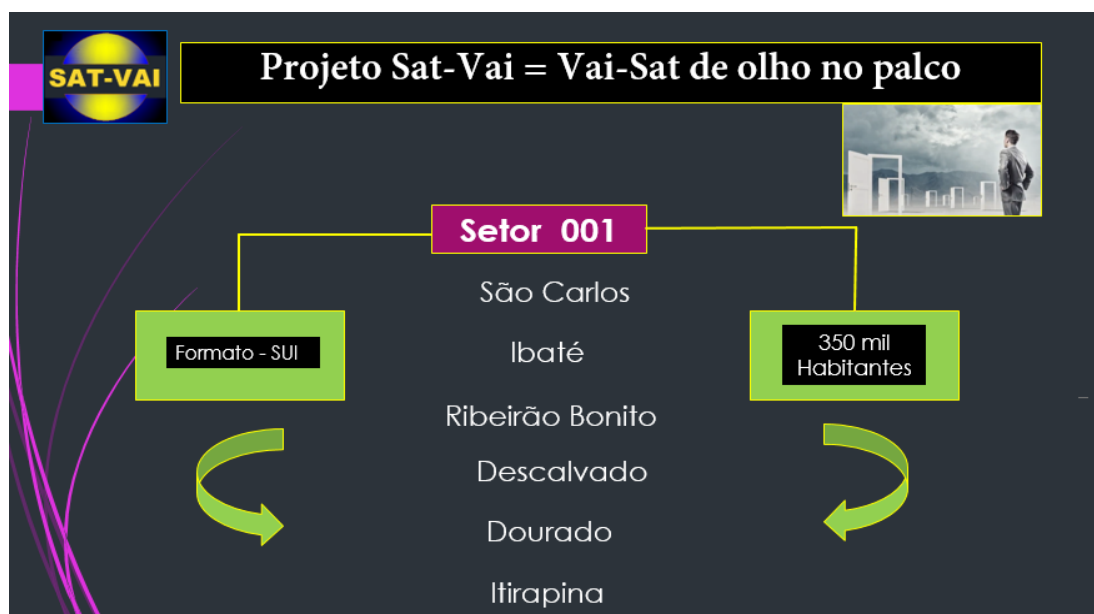 SAT-VAI
Projeto Sat-Vai = Vai-Sat de olho no palco
Setor 001
São Carlos
Formato - SUI
Ibaté
350 mil
Habitantes
Ribeirão Bonito
Descalvado
Dourado
Itirapina